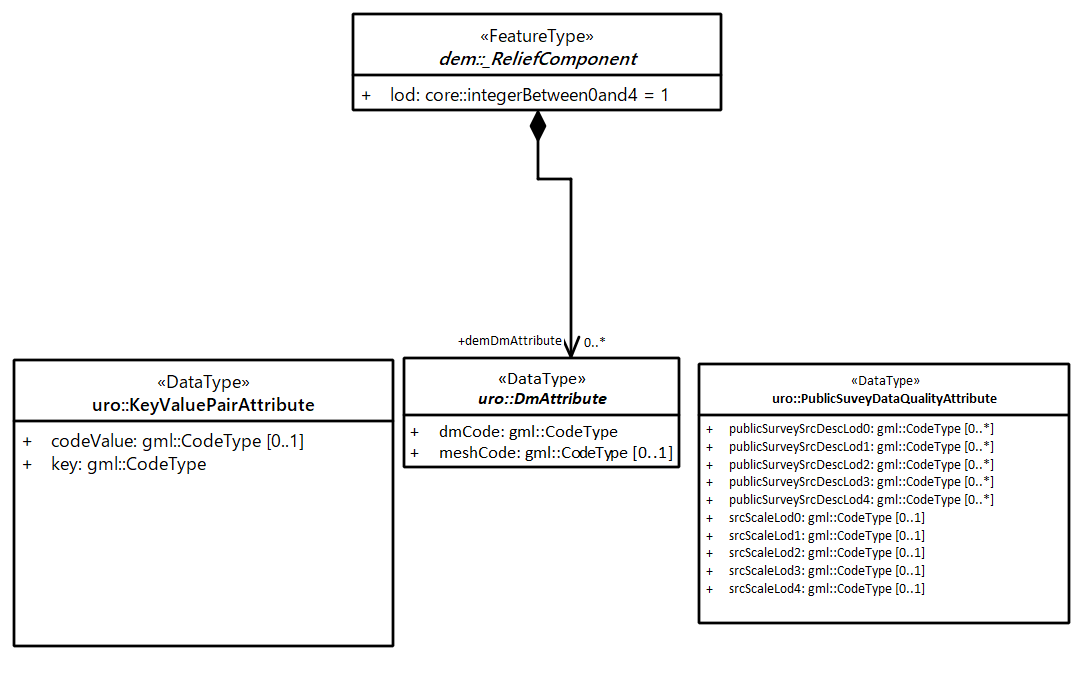 «FeatureType»
dem::_ReliefComponent
+ lod: core::integerBetween0and4 = 1
+demDmAttribute 0..*
«DataType»
uro::KeyValuePairAttribute
+ codeValue: gml::CodeType [0..1]
+ key: gml::CodeType
«DataType»
uro::DmAttribute
+ dmCode: gml::CodeType
+ meshCode: gml::CodeType [0..1]
«DataType»
uro::PublicSuveyDataQualityAttribute
+ publicSurveySrcDescLod0: gml::CodeType [0..*]
+ publicSurveySrcDescLod1: gml::CodeType [0..*]
+ publicSurveySrcDescLod2: gml::CodeType [0..*]
+ publicSurveySrcDescLod3: gml::CodeType [0..*]
+ publicSurveySrcDescLod4: gml::CodeType [0..*]
+ srcScaleLod0: gml::CodeType [0..1]
+ srcScaleLod1: gml::CodeType [0..1]
+ srcScaleLod2: gml::CodeType [0..1]
+ srcScaleLod3: gml::CodeType [0..1]
+ srcScaleLod4: gml::CodeType [0..1]